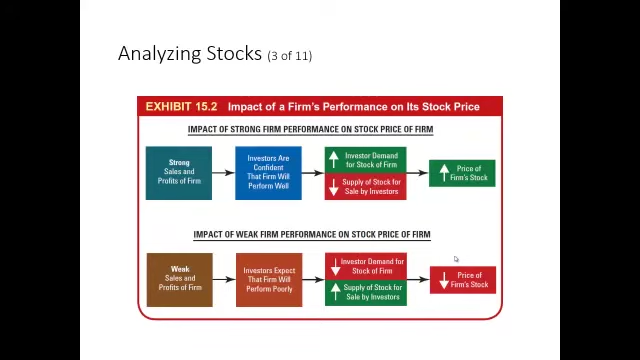 Analyzing Stocks (3 of 11)
EXHIBIT 15.2 Impact of a Firm's Performance on Its Stock Price
IMPACT OF STRONG FIRM PERFORMANCE ON STOCK PRICE OF FIRM
Strong
Sales and
Profits of Firm
Investors Are
Confident
That Firm Will
Perform Well
Investor Demand
for Stock of Firm
Supply of Stock for
Sale by Investors
Price of
Firm's Stock
IMPACT OF WEAK FIRM PERFORMANCE ON STOCK PRICE OF FIRM
Weak
Sales and
Profits of Firm
Investors Expect
That Firm Will
Perform Poorly
Investor Demand for
Stock of Firm
Supply of Stock for
Sale by Investors
Price of
Firm's Stock